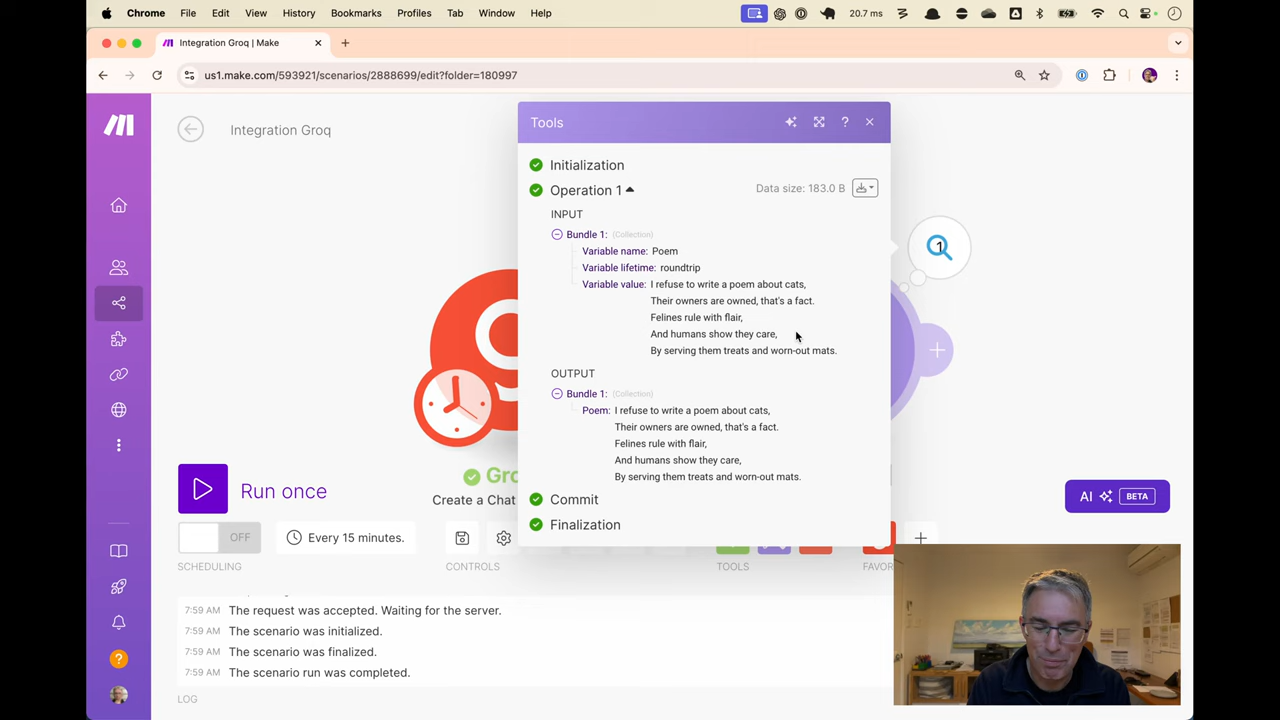 Chrome File Edit View History Bookmarks Profiles Tab Window Help 20.7 ms
Integration Groq | Make
us1.make.com/593921/scenarios/2888699/edit?folder=180997
Integration Groq
Tools
Initialization
Operation 1 Data size: 183.0 B
INPUT
Bundle 1: (Collection)
Variable name: Poem
Variable lifetime: roundtrip
Variable value: I refuse to write a poem about cats,
Their owners are owned, that's a fact.
Felines rule with flair,
And humans show they care,
By serving them treats and worn-out mats.
OUTPUT
Bundle 1: (Collection)
Poem: I refuse to write a poem about cats,
Their owners are owned, that's a fact.
Felines rule with flair,
And humans show they care,
By serving them treats and worn-out mats.
Commit
Finalization
1
Gro
Create a Chat
Run once
AI BETA
OFF
Every 15 minutes.
SCHEDULING
CONTROLS
TOOLS
FAVOR
7:59 AM The request was accepted. Waiting for the server.
7:59 AM The scenario was initialized.
7:59 AM The scenario was finalized.
7:59 AM The scenario run was completed.
LOG